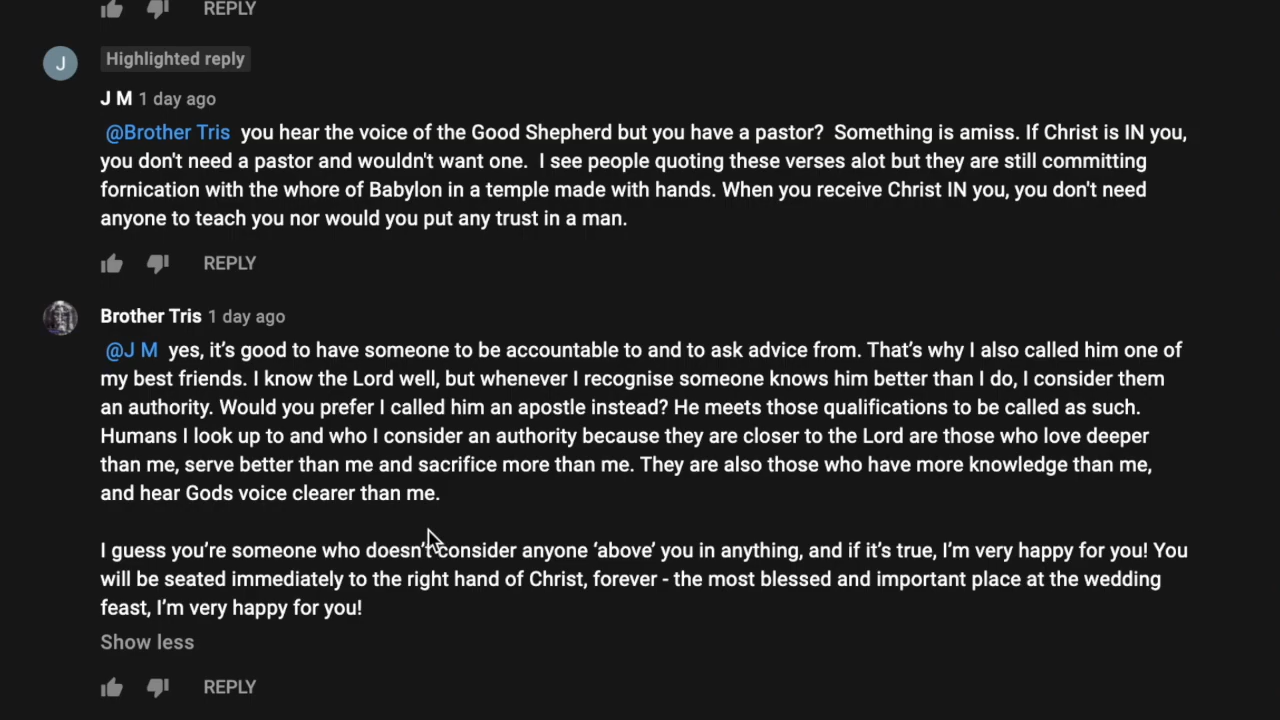 REPLY
J
Highlighted reply
J M 1 day ago
@Brother Tris you hear the voice of the Good Shepherd but you have a pastor? Something is amiss. If Christ is IN you,
you don't need a pastor and wouldn't want one. I see people quoting these verses alot but they are still committing
fornication with the whore of Babylon in a temple made with hands. When you receive Christ IN you, you don't need
anyone to teach you nor would you put any trust in a man.
REPLY
Brother Tris 1 day ago
@J M yes, it’s good to have someone to be accountable to and to ask advice from. That’s why I also called him one of
my best friends. I know the Lord well, but whenever I recognise someone knows him better than I do, I consider them
an authority. Would you prefer I called him an apostle instead? He meets those qualifications to be called as such.
Humans I look up to and who I consider an authority because they are closer to the Lord are those who love deeper
than me, serve better than me and sacrifice more than me. They are also those who have more knowledge than me,
and hear Gods voice clearer than me.
I guess you’re someone who doesn’t consider anyone ‘above’ you in anything, and if it’s true, I’m very happy for you! You
will be seated immediately to the right hand of Christ, forever - the most blessed and important place at the wedding
feast, I’m very happy for you!
Show less
REPLY